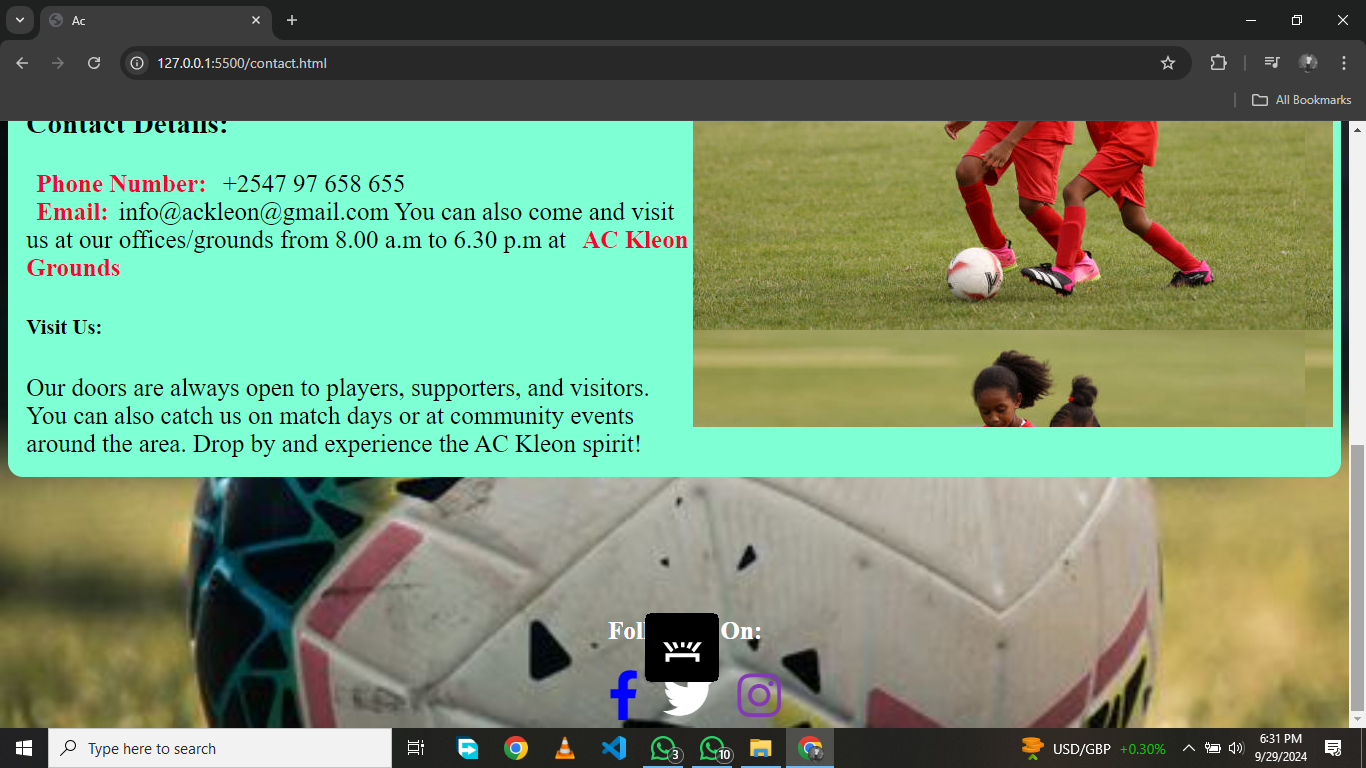 Ac
127.0.0.1:5500/contact.html
All Bookmarks
Contact Details:
Phone Number: +2547 97 658 655
Email: info@ackleon@gmail.com You can also come and visit
us at our offices/grounds from 8.00 a.m to 6.30 p.m at AC Kleon
Grounds
Visit Us:
Our doors are always open to players, supporters, and visitors.
You can also catch us on match days or at community events
around the area. Drop by and experience the AC Kleon spirit!
On:
Type here to search
3
10
USD/GBP +0.30%
6:31 PM
9/29/2024